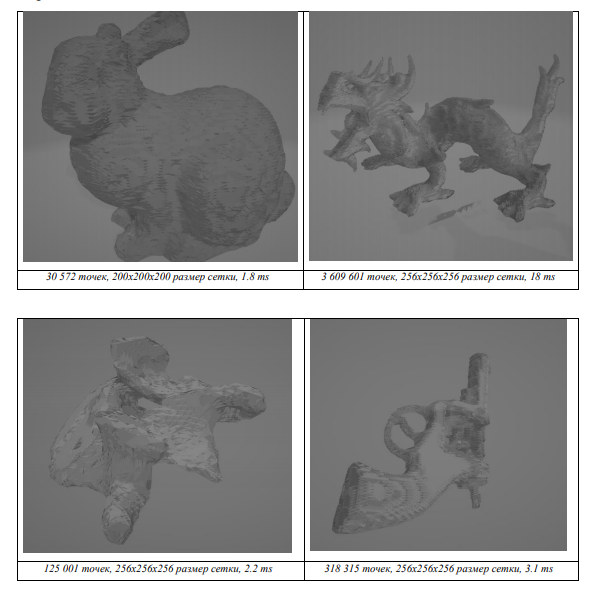 30 572 точек, 200x200x200 размер сетки, 1.8 ms
3 609 601 точек, 256x256x256 размер сетки, 18 ms
125 001 точек, 256x256x256 размер сетки, 2.2 ms
318 315 точек, 256x256x256 размер сетки, 3.1 ms